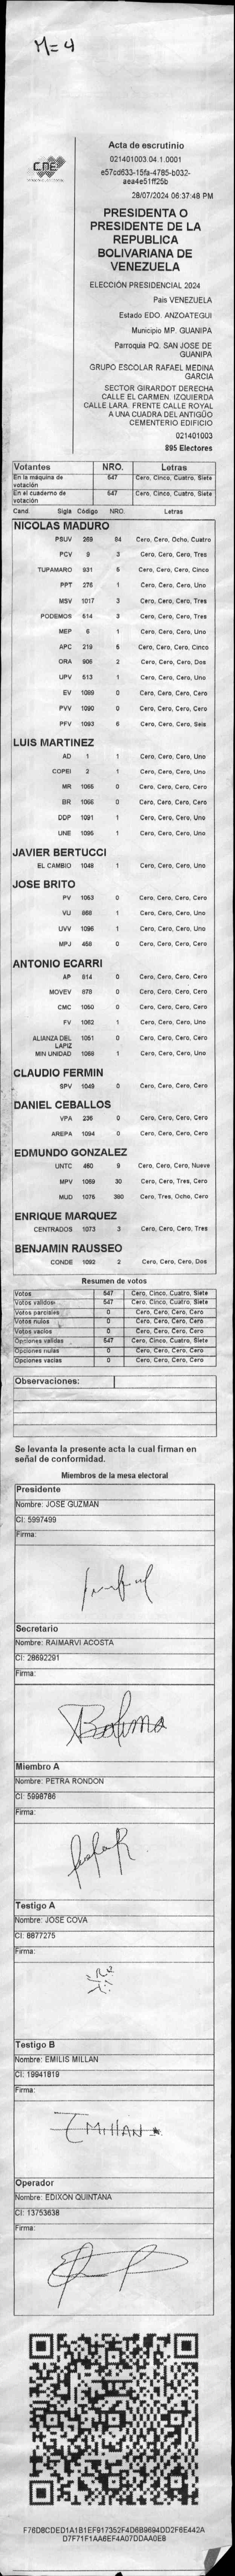 M=4
CNE
Acta de escrutinio
021401003.04.1.0001
e57cd633-15fa-4785-b032-
aea4e51ff25b
28/07/2024 06:37:48 PM
PRESIDENTA O
PRESIDENTE DE LA
REPUBLICA
BOLIVARIANA DE
VENEZUELA
ELECCIÓN PRESIDENCIAL 2024
Pais VENEZUELA
Estado EDO. ANZOATEGUI
Municipio MP. GUANIPA
Parroquia PQ. SAN JOSE DE
GUANIPA
GRUPO ESCOLAR RAFAEL MEDINA
GARCIA
SECTOR GIRARDOT DERECHA
CALLE EL CARMEN. IZQUIERDA
CALLE LARA. FRENTE CALLE ROYAL
A UNA CUADRA DEL ANTIGÜO
CEMENTERIO EDIFICIO
021401003
895 Electores
Votantes NRO. Letras
En la máquina de votación 547 Cero, Cinco, Cuatro, Siete
En el cuaderno de votación 547 Cero, Cinco, Cuatro, Siete
Cand. Sigla Código NRO. Letras
NICOLAS MADURO
PSUV 269 84 Cero, Cero, Ocho, Cuatro
PCV 9 3 Cero, Cero, Cero, Tres
TUPAMARO 931 5 Cero, Cero, Cero, Cinco
PPT 276 1 Cero, Cero, Cero, Uno
MSV 1017 3 Cero, Cero, Cero, Tres
PODEMOS 514 3 Cero, Cero, Cero, Tres
MEP 6 1 Cero, Cero, Cero, Uno
APC 219 5 Cero, Cero, Cero, Cinco
ORA 906 2 Cero, Cero, Cero, Dos
UPV 513 1 Cero, Cero, Cero, Uno
EV 1089 0 Cero, Cero, Cero, Cero
PVV 1090 0 Cero, Cero, Cero, Cero
PFV 1093 6 Cero, Cero, Cero, Seis
LUIS MARTINEZ
AD 1 1 Cero, Cero, Cero, Uno
COPEI 2 1 Cero, Cero, Cero, Uno
MR 1065 0 Cero, Cero, Cero, Cero
BR 1066 0 Cero, Cero, Cero, Cero
DDP 1091 1 Cero, Cero, Cero, Uno
UNE 1095 1 Cero, Cero, Cero, Uno
JAVIER BERTUCCI
EL CAMBIO 1048 1 Cero, Cero, Cero, Uno
JOSE BRITO
PV 1053 0 Cero, Cero, Cero, Cero
VU 868 1 Cero, Cero, Cero, Uno
UVV 1096 1 Cero, Cero, Cero, Uno
MPJ 458 0 Cero, Cero, Cero, Cero
ANTONIO ECARRI
AP 914 0 Cero, Cero, Cero, Cero
MOVEV 878 0 Cero, Cero, Cero, Cero
CMC 1050 0 Cero, Cero, Cero, Cero
FV 1062 1 Cero, Cero, Cero, Uno
ALIANZA DEL LAPIZ 1051 0 Cero, Cero, Cero, Cero
MIN UNIDAD 1068 1 Cero, Cero, Cero, Uno
CLAUDIO FERMIN
SPV 1049 0 Cero, Cero, Cero, Cero
DANIEL CEBALLOS
VPA 236 0 Cero, Cero, Cero, Cero
AREPA 1094 0 Cero, Cero, Cero, Cero
EDMUNDO GONZALEZ
UNTC 460 9 Cero, Cero, Cero, Nueve
MPV 1069 30 Cero, Cero, Tres, Cero
MUD 1075 380 Cero, Tres, Ocho, Cero
ENRIQUE MARQUEZ
CENTRADOS 1073 3 Cero, Cero, Cero, Tres
BENJAMIN RAUSSEO
CONDE 1092 2 Cero, Cero, Cero, Dos
Resumen de votos
Votos 547 Cero, Cinco, Cuatro, Siete
Votos validos 547 Cero, Cinco, Cuatro, Siete
Votos parciales 0 Cero, Cero, Cero, Cero
Votos nulos 0 Cero, Cero, Cero, Cero
Votos vacios 0 Cero, Cero, Cero, Cero
Opciones validas 547 Cero, Cinco, Cuatro, Siete
Opciones nulas 0 Cero, Cero, Cero, Cero
Opciones vacias 0 Cero, Cero, Cero, Cero
Observaciones:
Se levanta la presente acta la cual firman en
señal de conformidad.
Miembros de la mesa electoral
Presidente
Nombre: JOSE GUZMAN
CI: 5997499
Firma:
Secretario
Nombre: RAIMARVI ACOSTA
CI: 28692291
Firma:
Miembro A
Nombre: PETRA RONDON
CI: 5998786
Firma:
Testigo A
Nombre: JOSE COVA
CI: 8877275
Firma:
Testigo B
Nombre: EMILIS MILLAN
CI: 19941819
Firma:
EMillAN
Operador
Nombre: EDIXON QUINTANA
CI: 13753638
Firma:
F76D8CDED1A1B1EF917352F4D6B9694DD2F6E442A
D7F71F1AA6EF4A07DDAA0E8